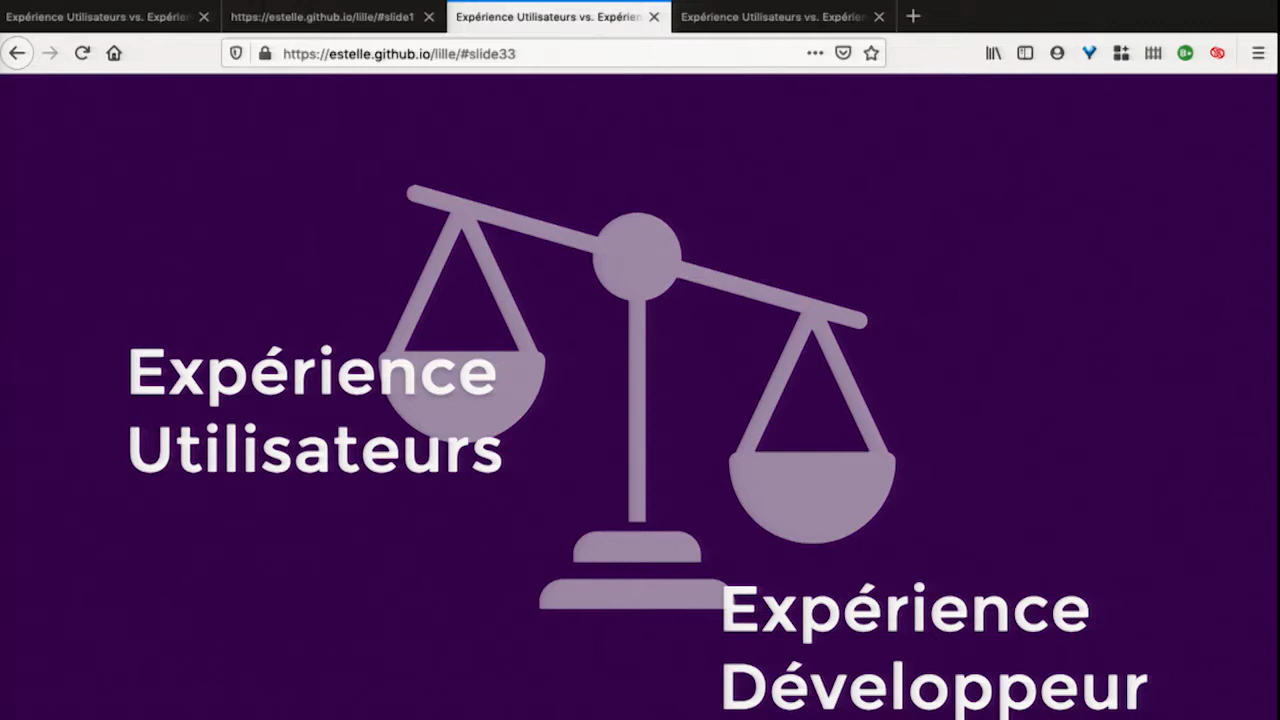 Expérience Utilisateurs vs. Expérien
https://estelle.github.io/lille/#slide1
Expérience Utilisateurs vs. Expérien
Expérience Utilisateurs vs. Expérien
https://estelle.github.io/lille/#slide33
Expérience
Utilisateurs
Expérience
Développeur